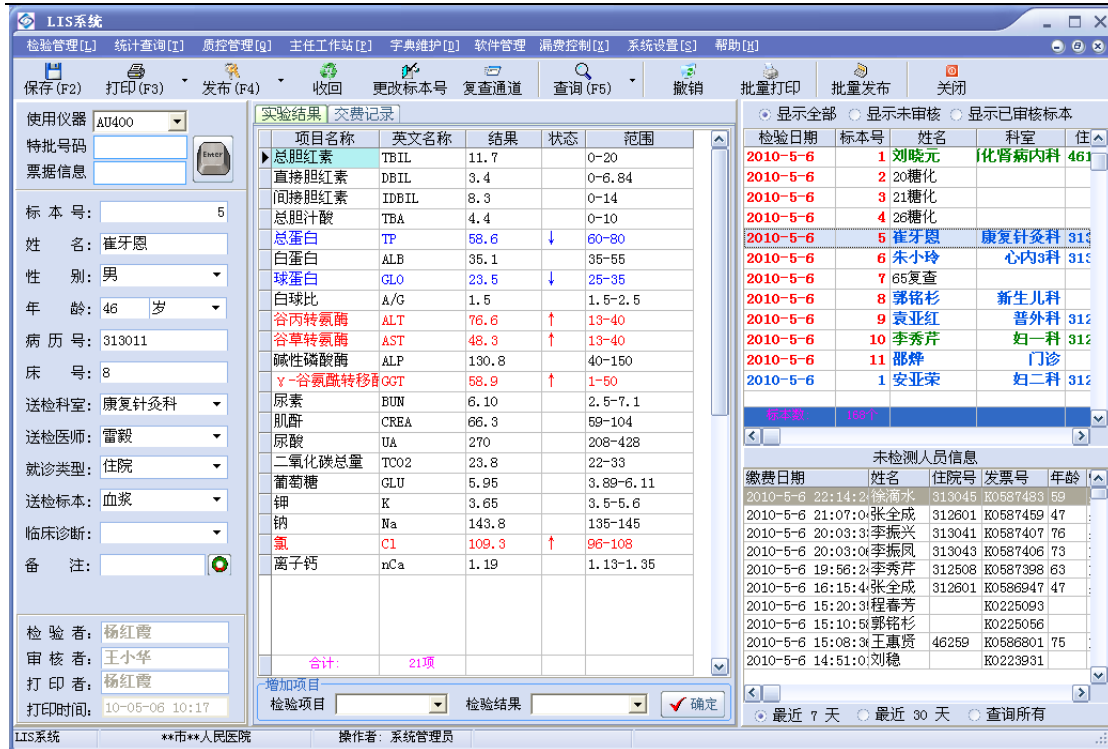 LIS系统
检验管理[L] 统计查询[T] 质控管理[Q] 主任工作站[P] 字典维护[D] 软件管理 漏费控制[X] 系统设置[S] 帮助[H]
保存(F2) 打印(F3) 发布(F4) 收回 更改标本号 复查通道 查询(F5) 撤销 批量打印 批量发布 关闭
使用仪器 AU400
特批号码
票据信息
Enter
标 本 号: 5
姓 名: 崔牙恩
性 别: 男
年 龄: 46 岁
病 历 号: 313011
床 号: 8
送检科室: 康复针灸科
送检医师: 雷毅
就诊类型: 住院
送检标本: 血浆
临床诊断:
备 注:
检 验 者: 杨红霞
审 核 者: 王小华
打 印 者: 杨红霞
打印时间: 10-05-06 10:17
实验结果 交费记录
项目名称 英文名称 结果 状态 范围
总胆红素 TBIL 11.7 0-20
直接胆红素 DBIL 3.4 0-6.84
间接胆红素 IDBIL 8.3 0-14
总胆汁酸 TBA 4.4 0-10
总蛋白 TP 58.6 ↓ 60-80
白蛋白 ALB 35.1 35-55
球蛋白 GLO 23.5 ↓ 25-35
白球比 A/G 1.5 1.5-2.5
谷丙转氨酶 ALT 76.6 ↑ 13-40
谷草转氨酶 AST 48.3 ↑ 13-40
碱性磷酸酶 ALP 130.8 40-150
γ-谷氨酰转移酶 GGT 58.9 ↑ 1-50
尿素 BUN 6.10 2.5-7.1
肌酐 CREA 66.3 59-104
尿酸 UA 270 208-428
二氧化碳总量 TCO2 23.8 22-33
葡萄糖 GLU 5.95 3.89-6.11
钾 K 3.65 3.5-5.6
钠 Na 143.8 135-145
氯 Cl 109.3 ↑ 96-108
离子钙 nCa 1.19 1.13-1.35
合计: 21项
增加项目
检验项目 检验结果 确定
显示全部 显示未审核 显示已审核标本
检验日期 标本号 姓名 科室 住
2010-5-6 1 刘晓元 化肾病内科 461
2010-5-6 2 20糖化
2010-5-6 3 21糖化
2010-5-6 4 26糖化
2010-5-6 5 崔牙恩 康复针灸科 313
2010-5-6 6 朱小玲 心内3科 313
2010-5-6 7 65复查
2010-5-6 8 郭铭杉 新生儿科
2010-5-6 9 袁亚红 普外科 312
2010-5-6 10 李秀芹 妇一科 312
2010-5-6 11 邵烨 门诊
2010-5-6 1 安亚荣 妇二科 312
未检测人员信息
缴费日期 姓名 住院号 发票号 年龄
2010-5-6 22:14:2 徐滴水 313045 K0587483 59
2010-5-6 21:07:0 张全成 312601 K0587459 47
2010-5-6 20:03:3 李振兴 313041 K0587407 76
2010-5-6 20:03:0 李振凤 313043 K0587406 73
2010-5-6 19:56:2 李秀芹 312508 K0587398 63
2010-5-6 16:15:4 张全成 312601 K0586947 47
2010-5-6 15:20:3 程春芳 K0225093
2010-5-6 15:10:5 郭铭杉 K0225056
2010-5-6 15:08:3 王惠贤 46259 K0586801 75
2010-5-6 14:51:0 刘稳 K0223931
最近 7 天 最近 30 天 查询所有
LIS系统 **市**人民医院 操作者: 系统管理员